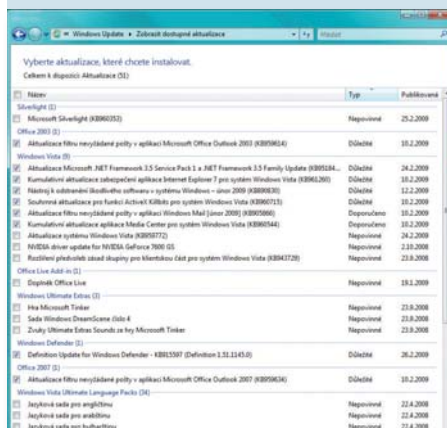 « Windows Update ▸ Zobrazit dostupné aktualizace
Hledat
Vyberte aktualizace, které chcete instalovat.
Celkem k dispozici: Aktualizace (51)
Název Typ Publikovaná
Silverlight (1)
Microsoft Silverlight (KB960353) Nepovinné 25.2.2009
Office 2003 (1)
Aktualizace filtru nevyžádané pošty v aplikaci Microsoft Office Outlook 2003 (KB959614) Důležité 10.2.2009
Windows Vista (9)
Aktualizace Microsoft .NET Framework 3.5 Service Pack 1 a .NET Framework 3.5 Family Update (KB95184... Důležité 24.2.2009
Kumulativní aktualizace zabezpečení aplikace Internet Explorer 7 pro systém Windows Vista (KB961260) Důležité 10.2.2009
Nástroj k odstranění škodlivého softwaru v systému Windows – únor 2009 (KB890830) Důležité 12.2.2009
Souhrnná aktualizace pro funkci ActiveX Killbits pro systém Windows Vista (KB960715) Důležité 10.2.2009
Aktualizace filtru nevyžádané pošty v aplikaci Windows Mail [únor 2009] (KB905866) Doporučeno 10.2.2009
Kumulativní aktualizace aplikace Media Center pro systém Windows Vista (KB960544) Doporučeno 10.2.2009
Aktualizace systému Windows Vista (KB959772) Nepovinné 24.2.2009
NVIDIA driver update for NVIDIA GeForce 7600 GS Nepovinné 2.10.2008
Rozšíření předvoleb zásad skupiny pro klientskou část pro systém Windows Vista (KB943729) Nepovinné 23.9.2008
Office Live Add-in (1)
Doplněk Office Live Nepovinné 19.1.2009
Windows Ultimate Extras (3)
Hra Microsoft Tinker Nepovinné 23.9.2008
Sada Windows DreamScene číslo 4 Nepovinné 23.9.2008
Zvuky Ultimate Extras Sounds ze hry Microsoft Tinker Nepovinné 23.9.2008
Windows Defender (1)
Definition Update for Windows Defender - KB915597 (Definition 1.51.1145.0) Důležité 26.2.2009
Office 2007 (1)
Aktualizace filtru nevyžádané pošty v aplikaci Microsoft Office Outlook 2007 (KB959634) Důležité 10.2.2009
Windows Vista Ultimate Language Packs (34)
Jazyková sada pro angličtinu Nepovinné 22.4.2008
Jazyková sada pro arabštinu Nepovinné 22.4.2008
Jazyková sada pro bulharštinu Nepovinné 22.4.2008